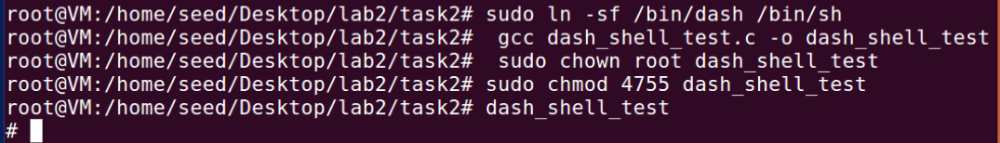 root@VM:/home/seed/Desktop/lab2/task2# sudo ln -sf /bin/dash /bin/sh
root@VM:/home/seed/Desktop/lab2/task2#  gcc dash_shell_test.c -o dash_shell_test
root@VM:/home/seed/Desktop/lab2/task2#  sudo chown root dash_shell_test
root@VM:/home/seed/Desktop/lab2/task2# sudo chmod 4755 dash_shell_test
root@VM:/home/seed/Desktop/lab2/task2# dash_shell_test
#